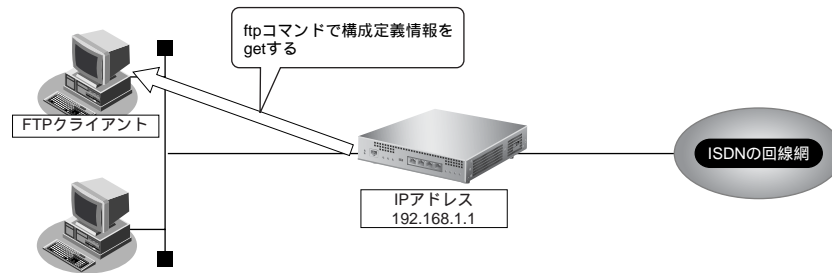 ftpコマンドで構成定義情報を
getする
FTPクライアント
ISDNの回線網
IPアドレス
192.168.1.1